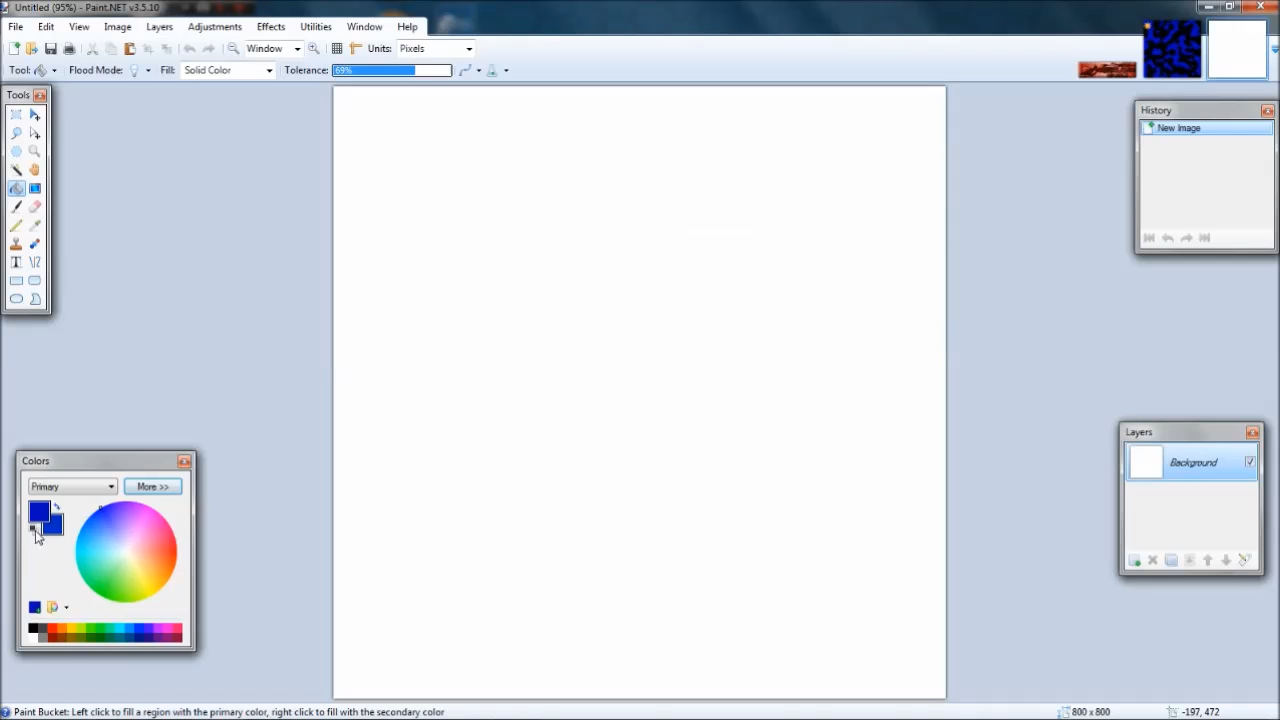 Untitled (95%) - Paint.NET v3.5.10
File Edit View Image Layers Adjustments Effects Utilities Window Help
Window Units: Pixels
Tool: Flood Mode: Fill: Solid Color Tolerance: 69%
Tools
History
New Image
Layers
Background
Colors
Primary More >>
Paint Bucket: Left click to fill a region with the primary color, right click to fill with the secondary color 800 x 800 -197, 472